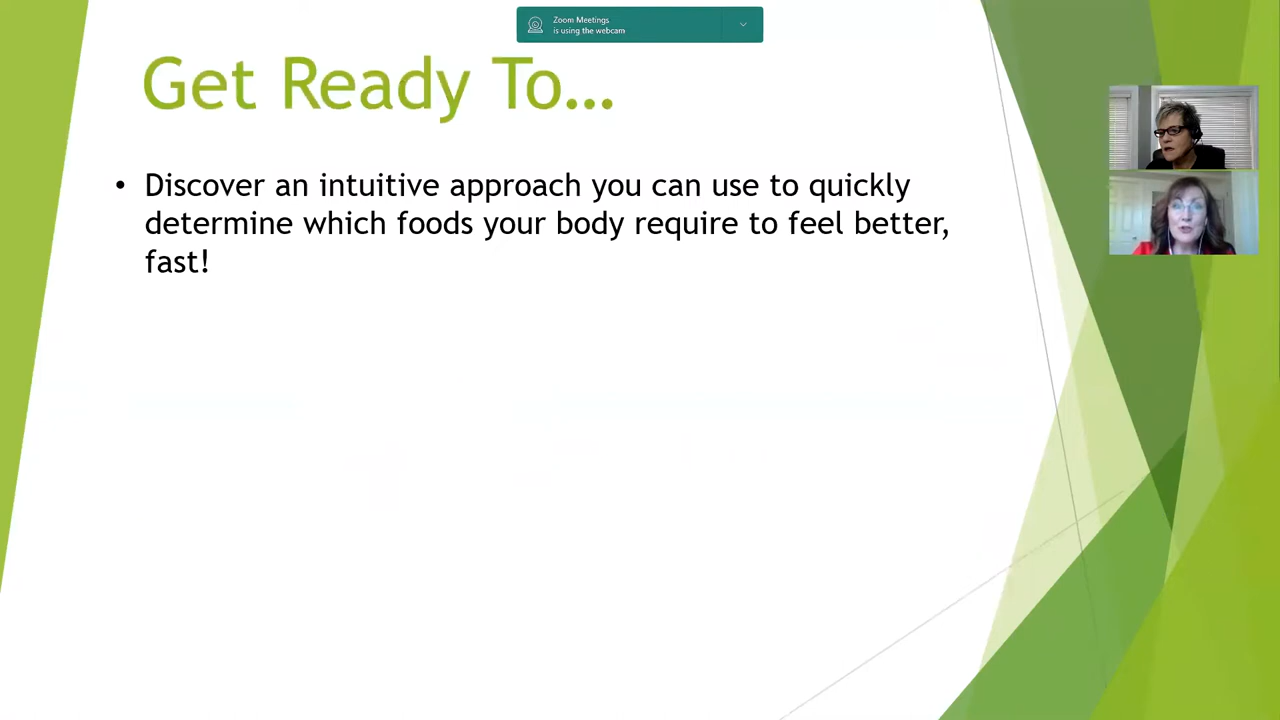 Zoom Meetings
is using the webcam
Get Ready To…
• Discover an intuitive approach you can use to quickly
determine which foods your body require to feel better,
fast!